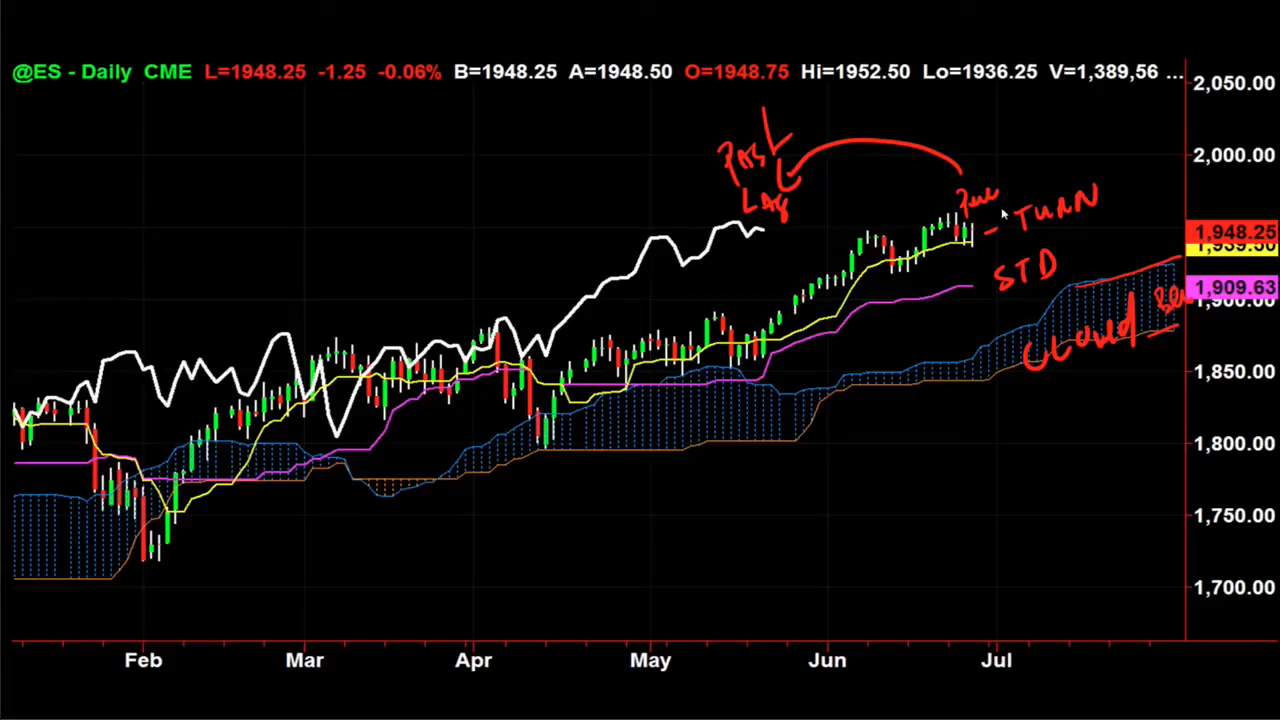 @ES - Daily CME L=1948.25 -1.25 -0.06% B=1948.25 A=1948.50 O=1948.75 Hi=1952.50 Lo=1936.25 V=1,389,56 ...
2,050.00
2,000.00
LAG
TURN
1,948.25
STD
1,909.63
CLOUD
1,850.00
1,800.00
1,750.00
1,700.00
Feb Mar Apr May Jun Jul